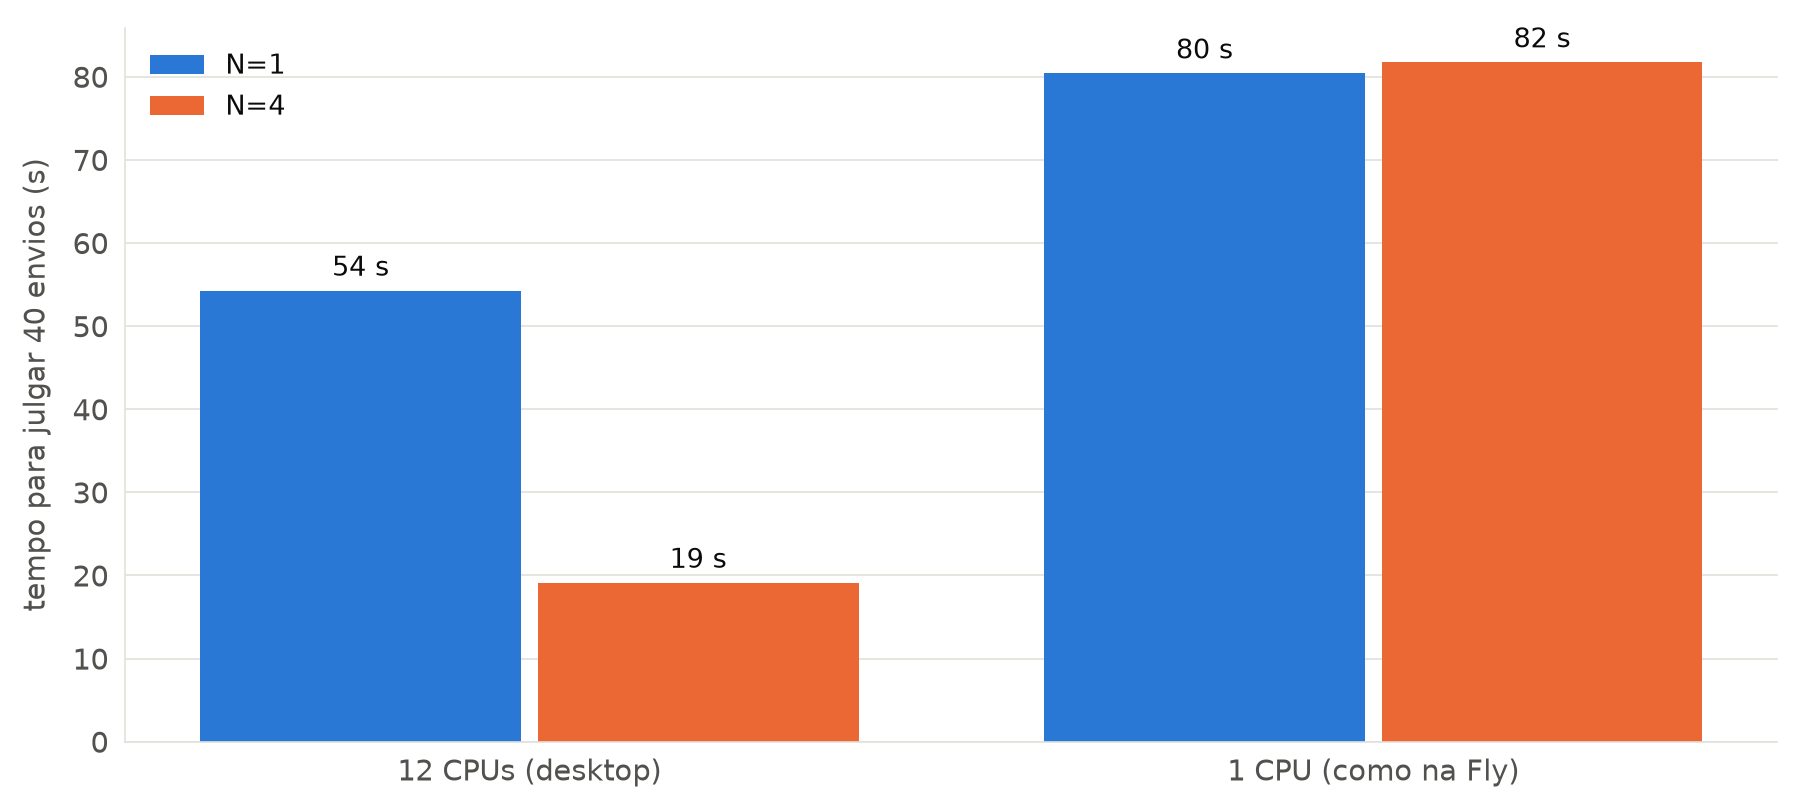 N=1
N=4
80 s
82 s
54 s
19 s
tempo para julgar 40 envios (s)
80
70
60
50
40
30
20
10
0
12 CPUs (desktop)
1 CPU (como na Fly)